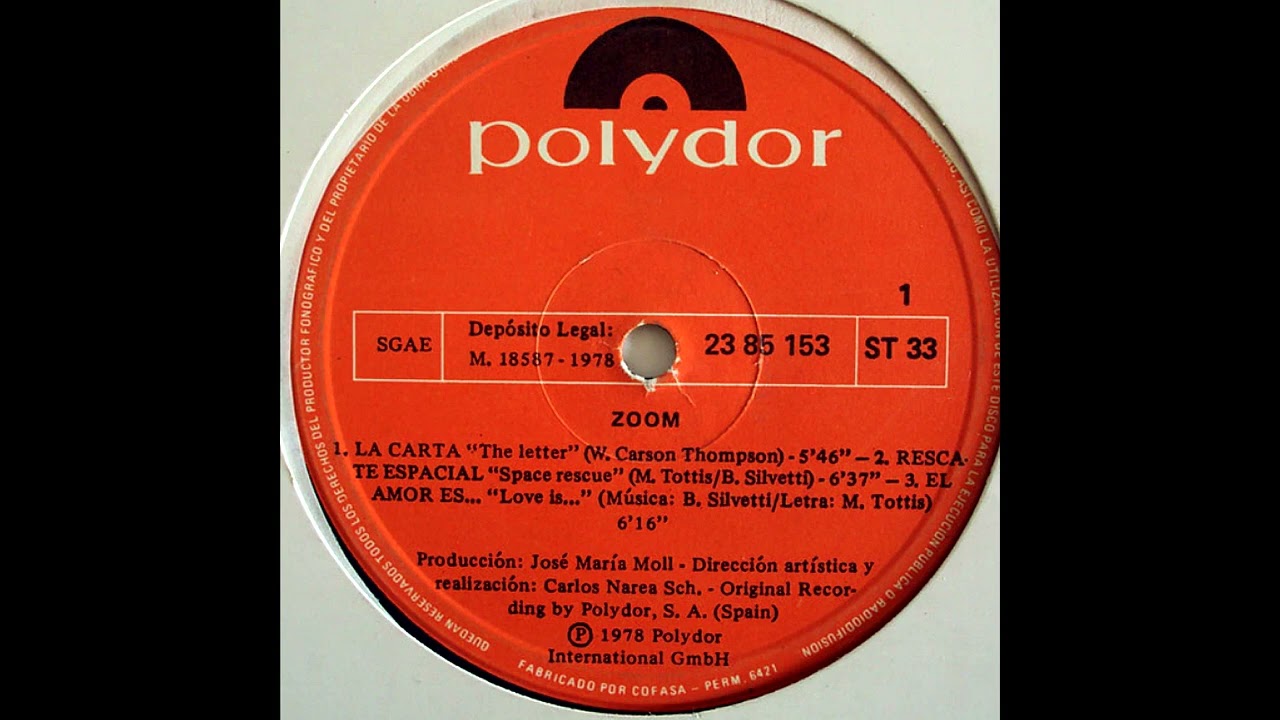 polydor
1
SGAE
Depósito Legal:
M. 18587 - 1978
23 85 153
ST 33
ZOOM
1. LA CARTA "The letter" (W. Carson Thompson) - 5'46" — 2. RESCA-
TE ESPACIAL "Space rescue" (M. Tottis/B. Silvetti) - 6'37" — 3. EL
AMOR ES... "Love is..." (Música: B. Silvetti/Letra: M. Tottis)
6'16"
Producción: José María Moll - Dirección artística y
realización: Carlos Narea Sch. - Original Recor-
ding by Polydor, S. A. (Spain)
Ⓟ 1978 Polydor
International GmbH
QUEDAN RESERVADOS TODOS LOS DERECHOS DEL PRODUCTOR FONOGRAFICO Y DEL PROPIETARIO DE LA OBRA
ASI COMO LA UTILIZACION DE ESTE DISCO PARA LA EJECUCION PUBLICA O RADIODIFUSION
FABRICADO POR COFASA - PERM. 6421